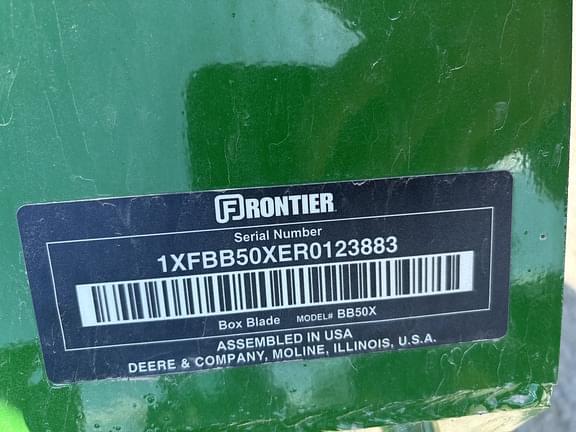 FRONTIER
Serial Number
1XFBB50XER0123883
Box Blade MODEL# BB50X
ASSEMBLED IN USA
DEERE & COMPANY, MOLINE, ILLINOIS, U.S.A.